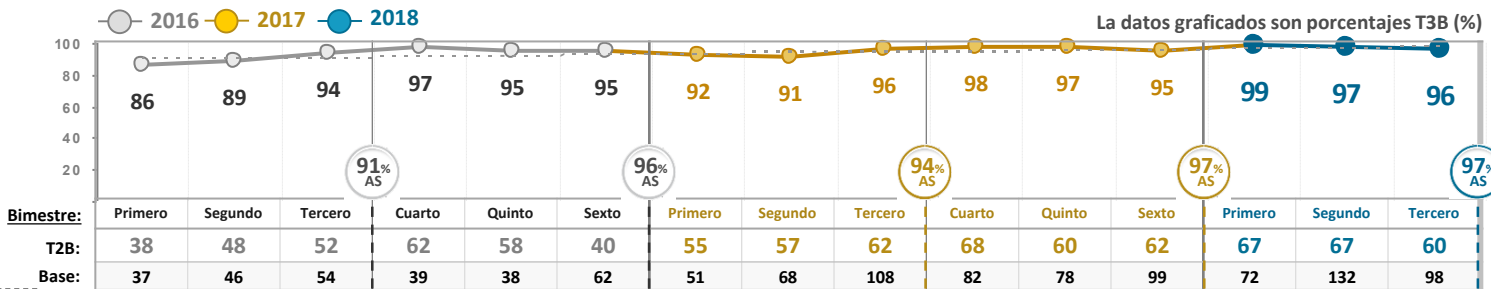 2016 2017 2018 La datos graficados son porcentajes T3B (%)
100
80
60
40
20
86 89 94 97 95 95 92 91 96 98 97 95 99 97 96
91% AS 96% AS 94% AS 97% AS 97% AS
Bimestre: Primero Segundo Tercero Cuarto Quinto Sexto Primero Segundo Tercero Cuarto Quinto Sexto Primero Segundo Tercero
T2B: 38 48 52 62 58 40 55 57 62 68 60 62 67 67 60
Base: 37 46 54 39 38 62 51 68 108 82 78 99 72 132 98